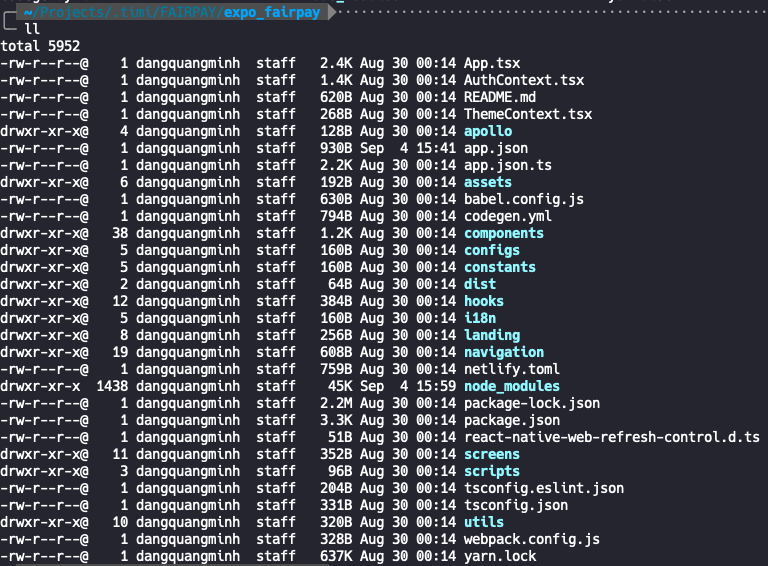 ~/Projects/.timi/FAIRPAY/expo_fairpay
ll
total 5952
-rw-r--r--@ 1 dangquangminh staff 2.4K Aug 30 00:14 App.tsx
-rw-r--r--@ 1 dangquangminh staff 1.4K Aug 30 00:14 AuthContext.tsx
-rw-r--r--@ 1 dangquangminh staff 620B Aug 30 00:14 README.md
-rw-r--r--@ 1 dangquangminh staff 268B Aug 30 00:14 ThemeContext.tsx
drwxr-xr-x@ 4 dangquangminh staff 128B Aug 30 00:14 apollo
-rw-r--r--@ 1 dangquangminh staff 930B Sep 4 15:41 app.json
-rw-r--r--@ 1 dangquangminh staff 2.2K Aug 30 00:14 app.json.ts
drwxr-xr-x@ 6 dangquangminh staff 192B Aug 30 00:14 assets
-rw-r--r--@ 1 dangquangminh staff 630B Aug 30 00:14 babel.config.js
-rw-r--r--@ 1 dangquangminh staff 794B Aug 30 00:14 codegen.yml
drwxr-xr-x@ 38 dangquangminh staff 1.2K Aug 30 00:14 components
drwxr-xr-x@ 5 dangquangminh staff 160B Aug 30 00:14 configs
drwxr-xr-x@ 5 dangquangminh staff 160B Aug 30 00:14 constants
drwxr-xr-x@ 2 dangquangminh staff 64B Aug 30 00:14 dist
drwxr-xr-x@ 12 dangquangminh staff 384B Aug 30 00:14 hooks
drwxr-xr-x@ 5 dangquangminh staff 160B Aug 30 00:14 i18n
drwxr-xr-x@ 8 dangquangminh staff 256B Aug 30 00:14 landing
drwxr-xr-x@ 19 dangquangminh staff 608B Aug 30 00:14 navigation
-rw-r--r--@ 1 dangquangminh staff 759B Aug 30 00:14 netlify.toml
drwxr-xr-x 1438 dangquangminh staff 45K Sep 4 15:59 node_modules
-rw-r--r--@ 1 dangquangminh staff 2.2M Aug 30 00:14 package-lock.json
-rw-r--r--@ 1 dangquangminh staff 3.3K Aug 30 00:14 package.json
-rw-r--r--@ 1 dangquangminh staff 51B Aug 30 00:14 react-native-web-refresh-control.d.ts
drwxr-xr-x@ 11 dangquangminh staff 352B Aug 30 00:14 screens
drwxr-xr-x@ 3 dangquangminh staff 96B Aug 30 00:14 scripts
-rw-r--r--@ 1 dangquangminh staff 204B Aug 30 00:14 tsconfig.eslint.json
-rw-r--r--@ 1 dangquangminh staff 331B Aug 30 00:14 tsconfig.json
drwxr-xr-x@ 10 dangquangminh staff 320B Aug 30 00:14 utils
-rw-r--r--@ 1 dangquangminh staff 328B Aug 30 00:14 webpack.config.js
-rw-r--r--@ 1 dangquangminh staff 637K Aug 30 00:14 yarn.lock